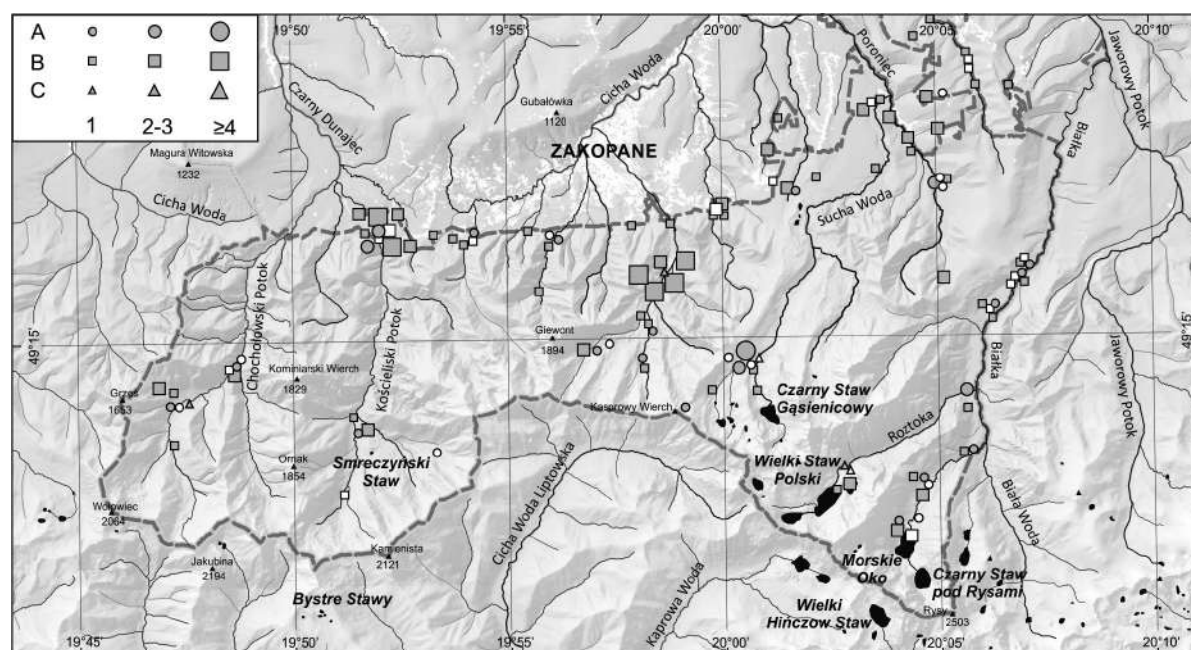 A
B
C
1 2-3 ≥4
19°50'
19°55'
20°00'
20°05'
20°10'
Czarny Dunajec
Gubałówka
1120
Cicha Woda
Poroniec
Jaworowy Potok
Białka
ZAKOPANE
Magura Witowska
1232
Cicha Woda
Sucha Woda
49°15'
49°15'
Chochołowski Potok
Kościeliski Potok
Giewont
1894
Białka
Jaworowy Potok
Kominiarski Wierch
1829
Grześ
1653
Kasprowy Wierch
Czarny Staw
Gąsienicowy
Roztoka
Ornak
1854
Smreczyński
Staw
Wielki Staw
Polski
Cicha Woda Liptowska
Biała Woda
Wołowiec
2064
Jakubina
2194
Kamienista
2121
Bystre Stawy
Kaprowa Woda
Morskie
Oko
Czarny Staw
pod Rysami
Wielki
Hińczow Staw
Rysy
2503
19°45'
19°50'
19°55'
20°00'
20°05'